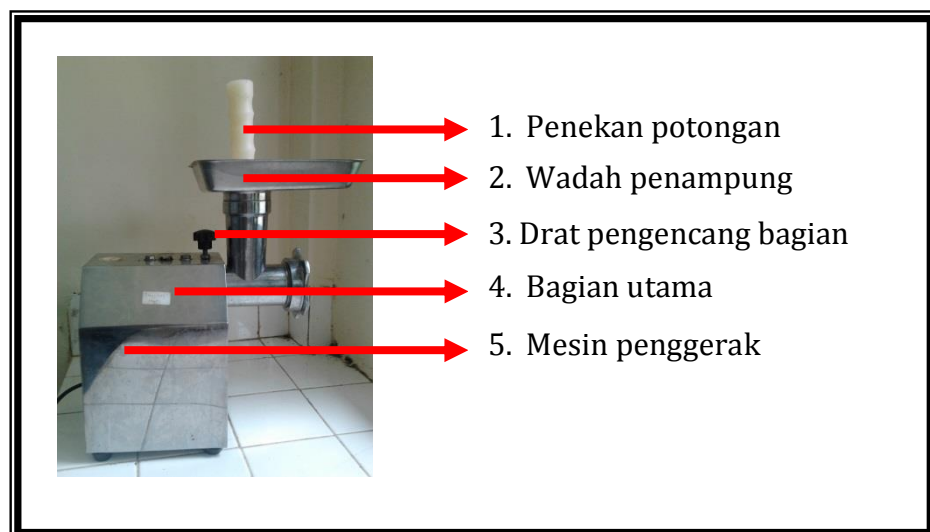 1. Penekan potongan
2. Wadah penampung
3. Drat pengencang bagian
4. Bagian utama
5. Mesin penggerak